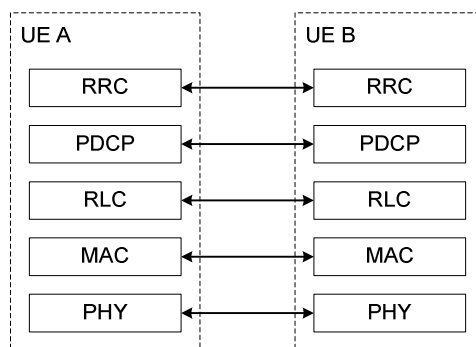 UE A UE B
RRC RRC
PDCP PDCP
RLC RLC
MAC MAC
PHY PHY